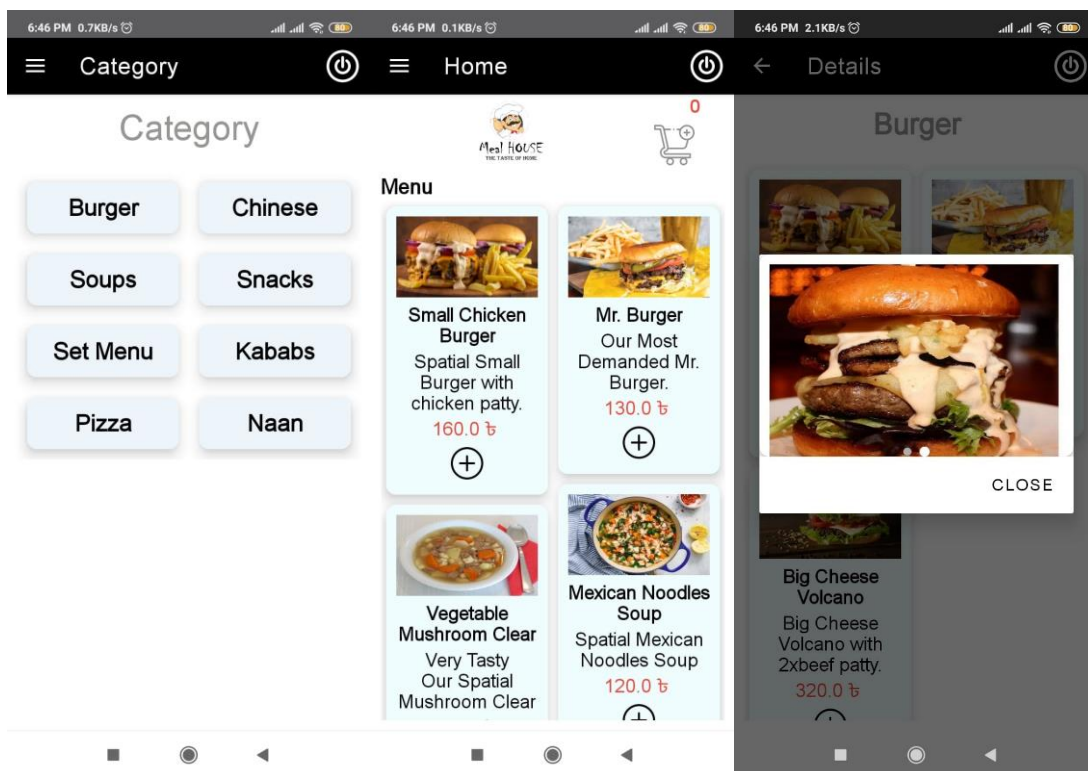 6:46 PM 0.7KB/s
80
Category
Category
Burger
Chinese
Soups
Snacks
Set Menu
Kababs
Pizza
Naan
6:46 PM 0.1KB/s
80
Home
Meal HOUSE
THE TASTE OF HOME
0
Menu
Small Chicken
Burger
Spatial Small
Burger with
chicken patty.
160.0 ৳
Mr. Burger
Our Most
Demanded Mr.
Burger.
130.0 ৳
Vegetable
Mushroom Clear
Very Tasty
Our Spatial
Mushroom Clear
Mexican Noodles
Soup
Spatial Mexican
Noodles Soup
120.0 ৳
6:46 PM 2.1KB/s
80
Details
Burger
CLOSE
Big Cheese
Volcano
Big Cheese
Volcano with
2xbeef patty.
320.0 ৳